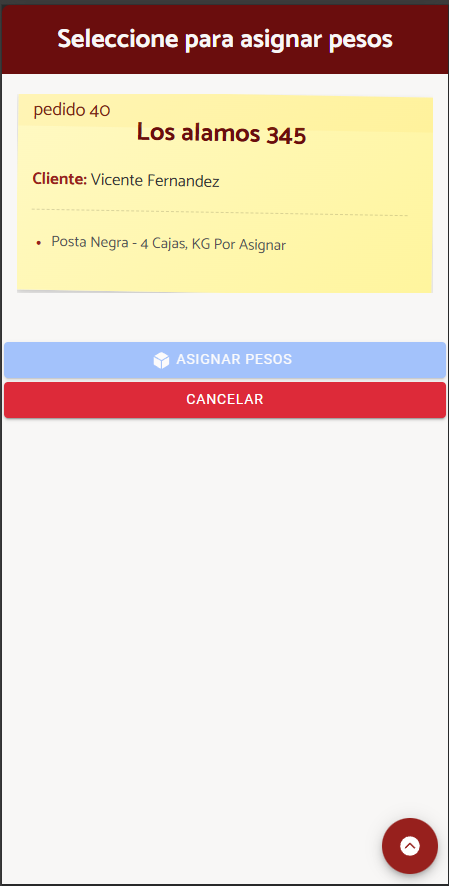 Seleccione para asignar pesos
pedido 40
Los alamos 345
Cliente: Vicente Fernandez
• Posta Negra - 4 Cajas, KG Por Asignar
ASIGNAR PESOS
CANCELAR